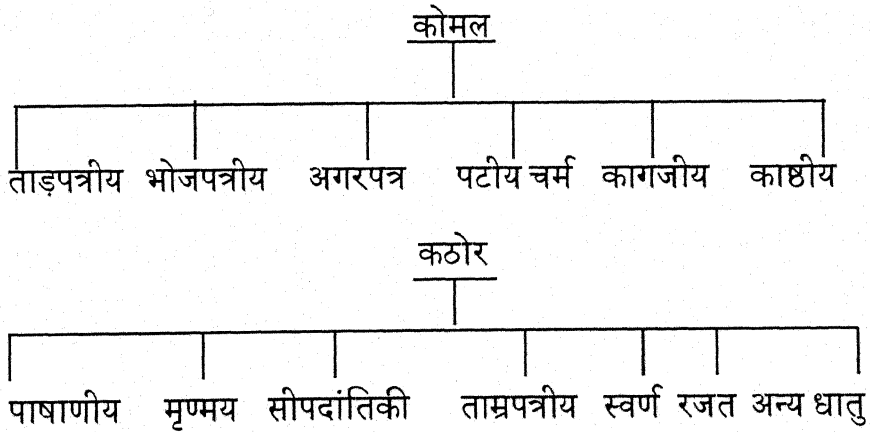 कोमल
ताड़पत्रीय भोजपत्रीय अगरपत्र पटीय चर्म कागजीय काष्ठीय
कठोर
पाषाणीय मृण्मय सीपदांतिकी ताम्रपत्रीय स्वर्ण रजत अन्य धातु